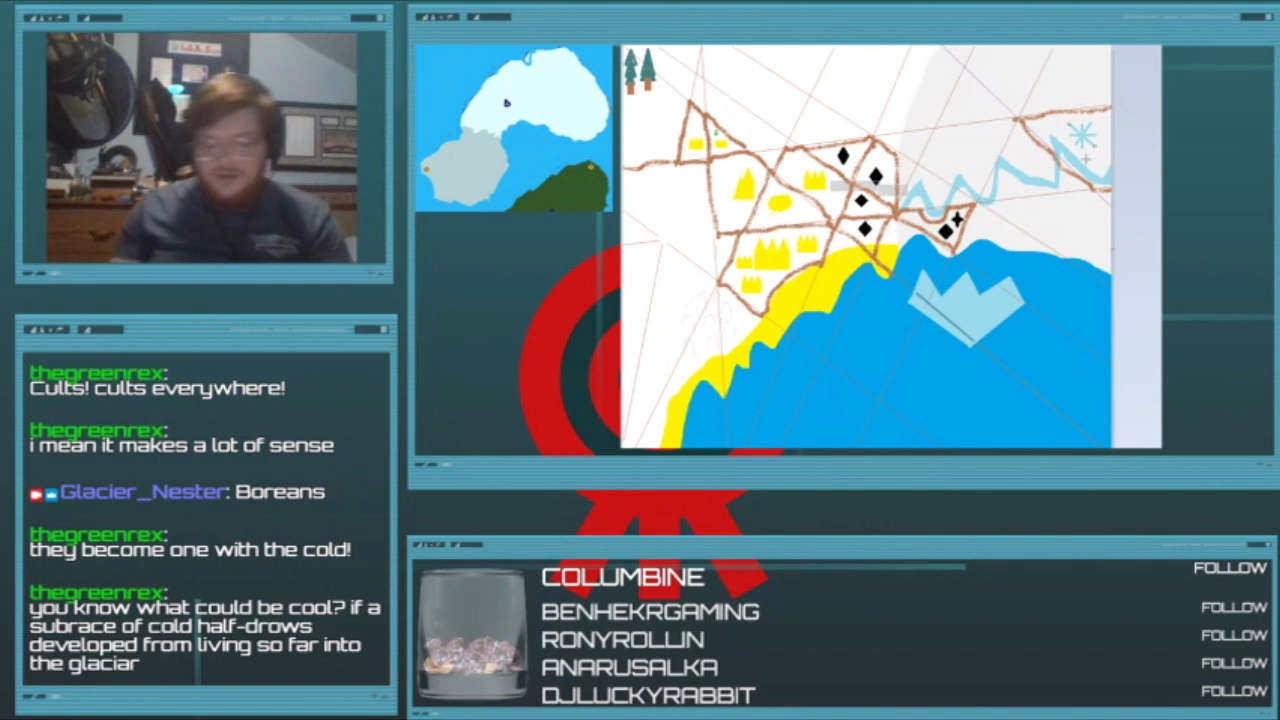 thegreenrex:
Cults! cults everywhere!
thegreenrex:
i mean it makes a lot of sense
Glacier_Nester: Boreans
thegreenrex:
they become one with the cold!
thegreenrex:
you know what could be cool? if a
subrace of cold half-drows
developed from living so far into
the glaciar
COLUMBINE FOLLOW
BENHEKRGAMING FOLLOW
RONYROLLIN FOLLOW
ANARUSALKA FOLLOW
DJLUCKYRABBIT FOLLOW